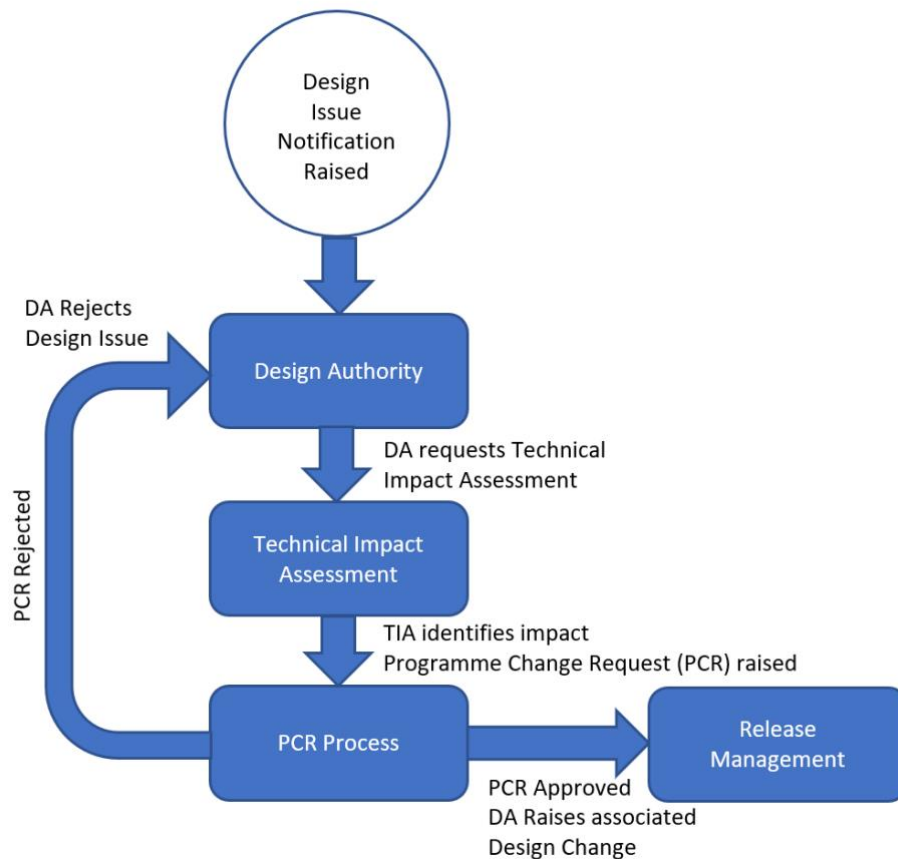 Design
Issue
Notification
Raised
DA Rejects
Design Issue
Design Authority
DA requests Technical
Impact Assessment
PCR Rejected
Technical Impact
Assessment
TIA identifies impact
Programme Change Request (PCR) raised
PCR Process
Release
Management
PCR Approved
DA Raises associated
Design Change